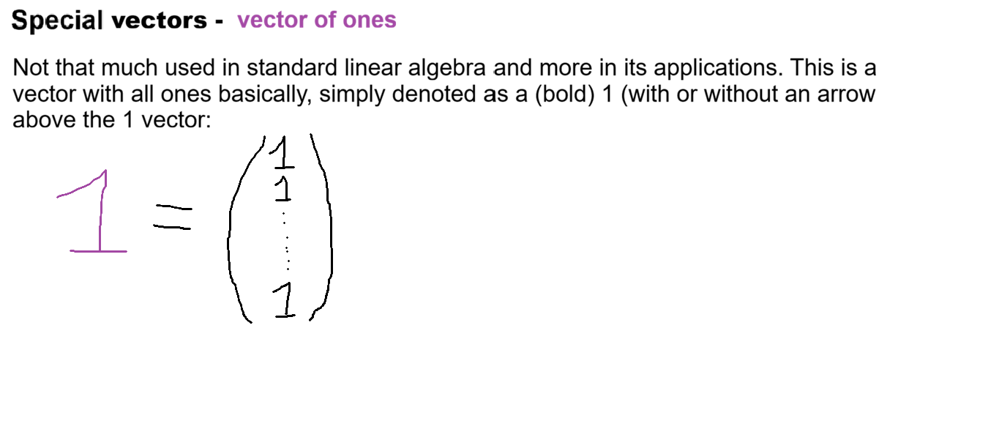 Special vectors - vector of ones
Not that much used in standard linear algebra and more in its applications. This is a
vector with all ones basically, simply denoted as a (bold) 1 (with or without an arrow
above the 1 vector:
1
1
1 =
1